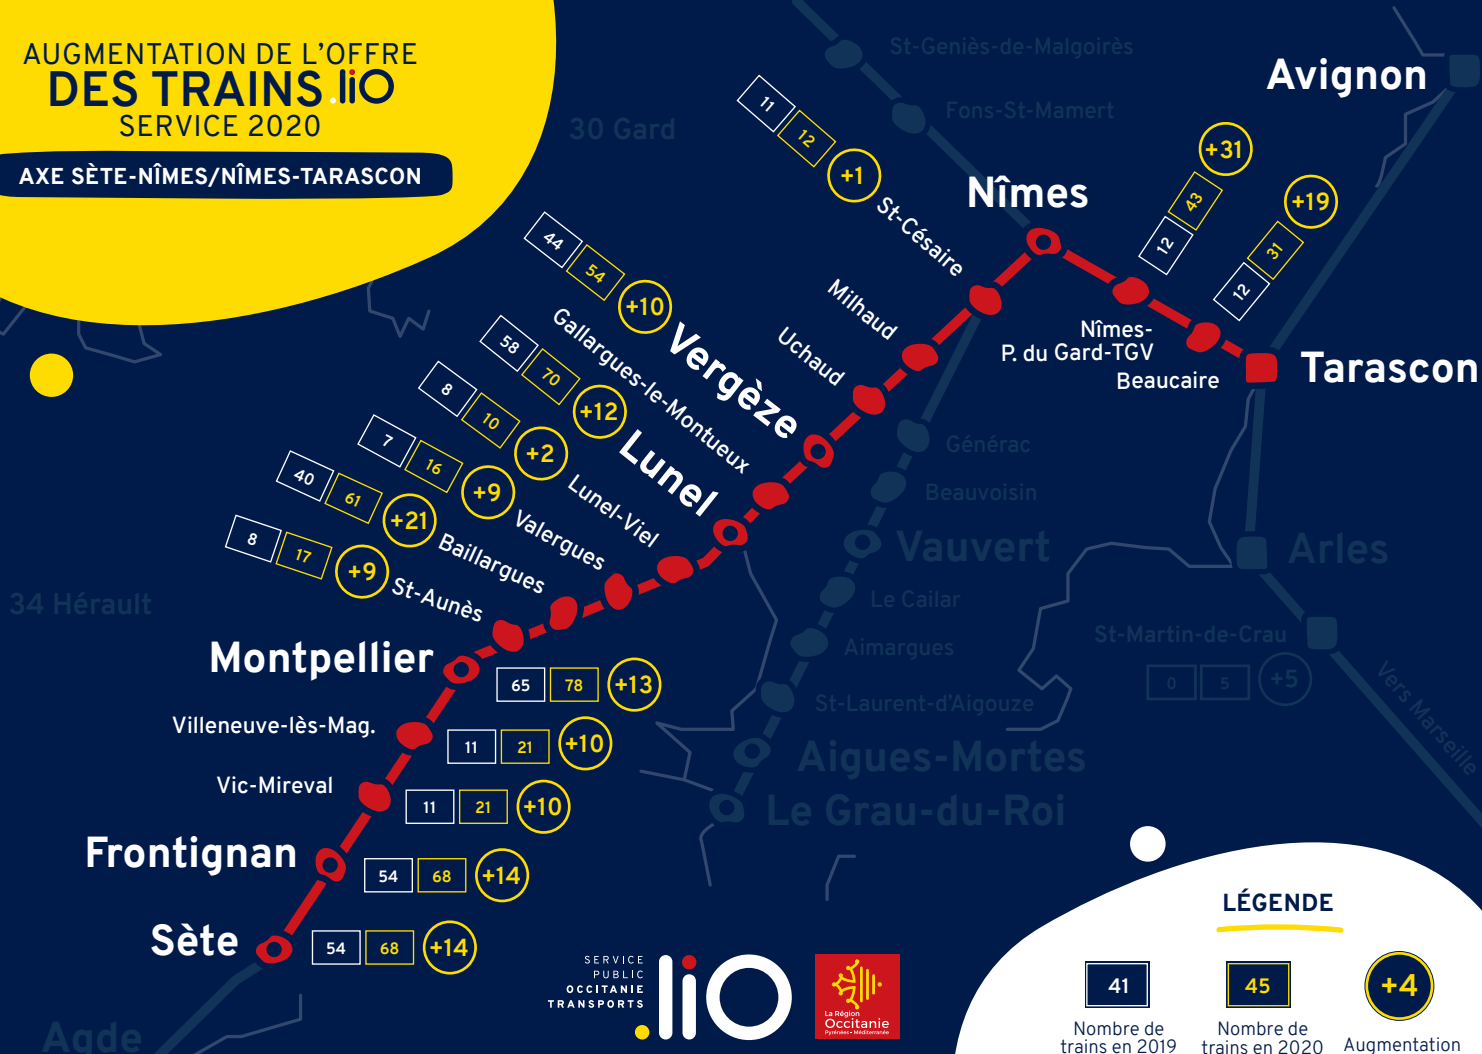 AUGMENTATION DE L'OFFRE
DES TRAINS.liO
SERVICE 2020
AXE SÈTE-NÎMES/NÎMES-TARASCON
St-Geniès-de-Malgoirès
Fons-St-Mamert
30 Gard
Avignon
11 12 +1
St-Césaire
Nîmes
12 43 +31
Nîmes-
P. du Gard-TGV
12 31 +19
Beaucaire
Tarascon
Milhaud
Uchaud
44 54 +10
Vergèze
Gallargues-le-Montueux
58 70 +12
Lunel
8 10 +2
Lunel-Viel
7 16 +9
Valergues
40 61 +21
Baillargues
8 17 +9
St-Aunès
34 Hérault
Générac
Beauvoisin
Vauvert
Le Cailar
Aimargues
St-Laurent-d'Aigouze
Aigues-Mortes
Le Grau-du-Roi
Arles
St-Martin-de-Crau
0 5 +5
Vers Marseille
Montpellier
65 78 +13
Villeneuve-lès-Mag.
11 21 +10
Vic-Mireval
11 21 +10
Frontignan
54 68 +14
Sète
54 68 +14
Agde
SERVICE
PUBLIC
OCCITANIE
TRANSPORTS
.liO
La Région
Occitanie
Pyrénées - Méditerranée
LÉGENDE
41
Nombre de
trains en 2019
45
Nombre de
trains en 2020
+4
Augmentation